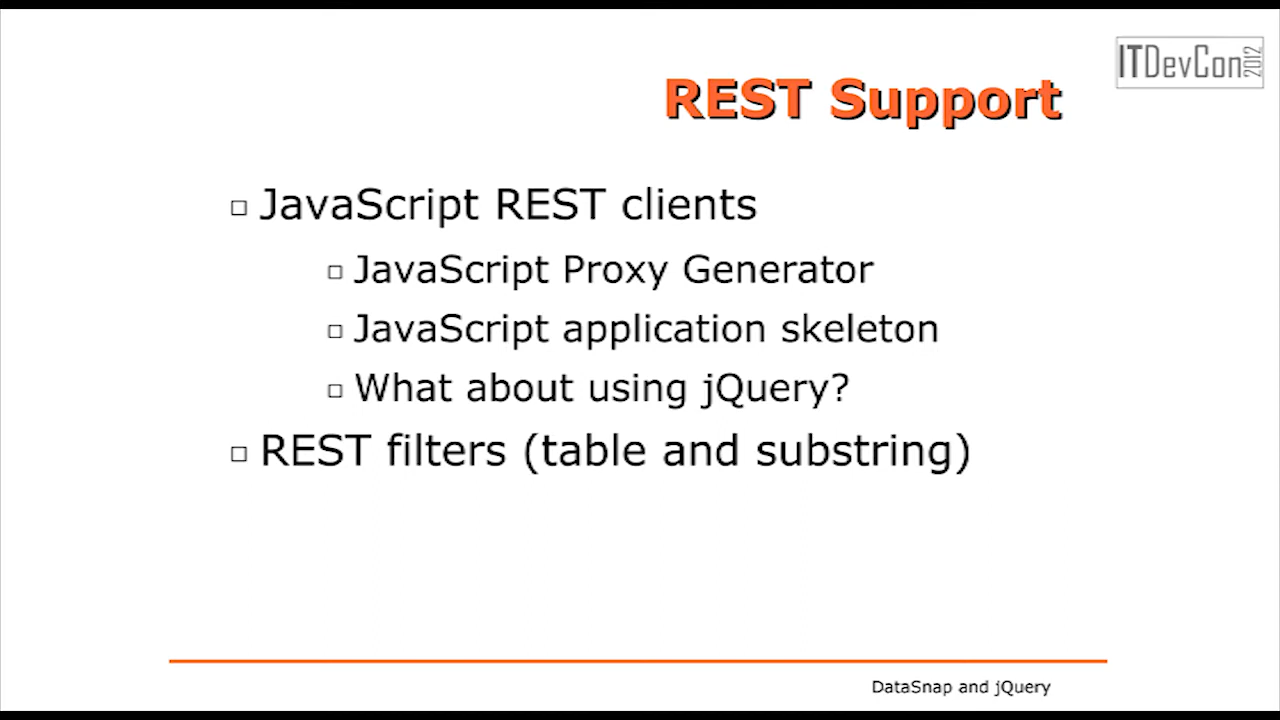 ITDevCon 2012
REST Support
JavaScript REST clients
JavaScript Proxy Generator
JavaScript application skeleton
What about using jQuery?
REST filters (table and substring)
DataSnap and jQuery